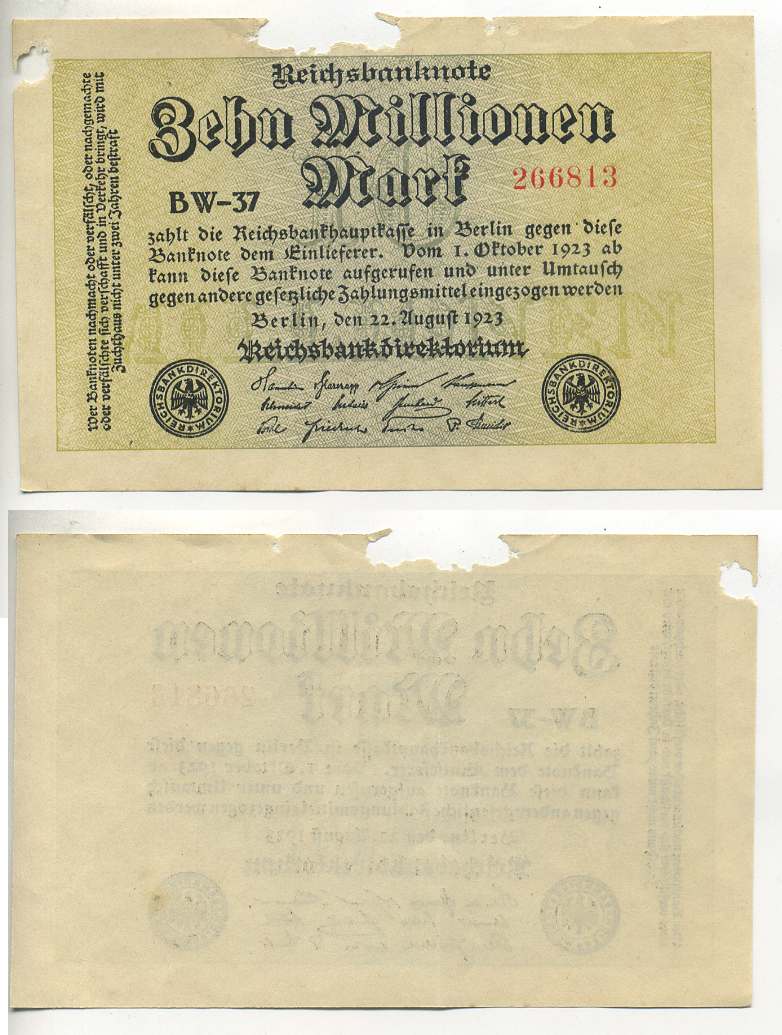 Reichsbanknote
Zehn Millionen
Mark
266813
BW-37
zahlt die Reichsbankhauptkasse in Berlin gegen diese
Banknote dem Einlieferer. Vom 1. Oktober 1923 ab
kann diese Banknote aufgerufen und unter Umtausch
gegen andere gesetzliche Zahlungsmittel eingezogen werden
Berlin, den 22. August 1923
Reichsbankdirektorium
REICHSBANKDIREKTORIUM
REICHSBANKDIREKTORIUM
Wer Banknoten nachmacht oder verfälscht, oder nachgemachte
oder verfälschte sich verschafft und in Verkehr bringt, wird mit
Zuchthaus nicht unter zwei Jahren bestraft